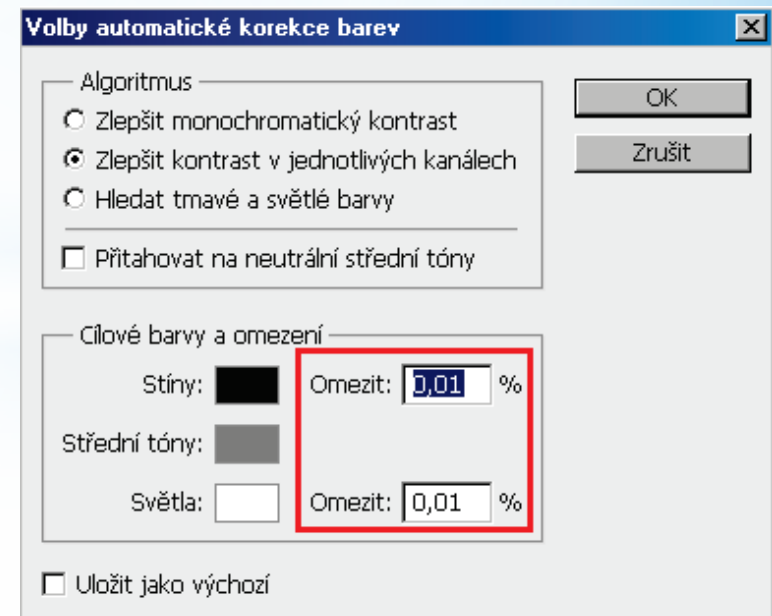 Volby automatické korekce barev
Algoritmus
Zlepšit monochromatický kontrast
Zlepšit kontrast v jednotlivých kanálech
Hledat tmavé a světlé barvy
Přitahovat na neutrální střední tóny
OK
Zrušit
Cílové barvy a omezení
Stíny: Omezit: 0,01 %
Střední tóny:
Světla: Omezit: 0,01 %
Uložit jako výchozí